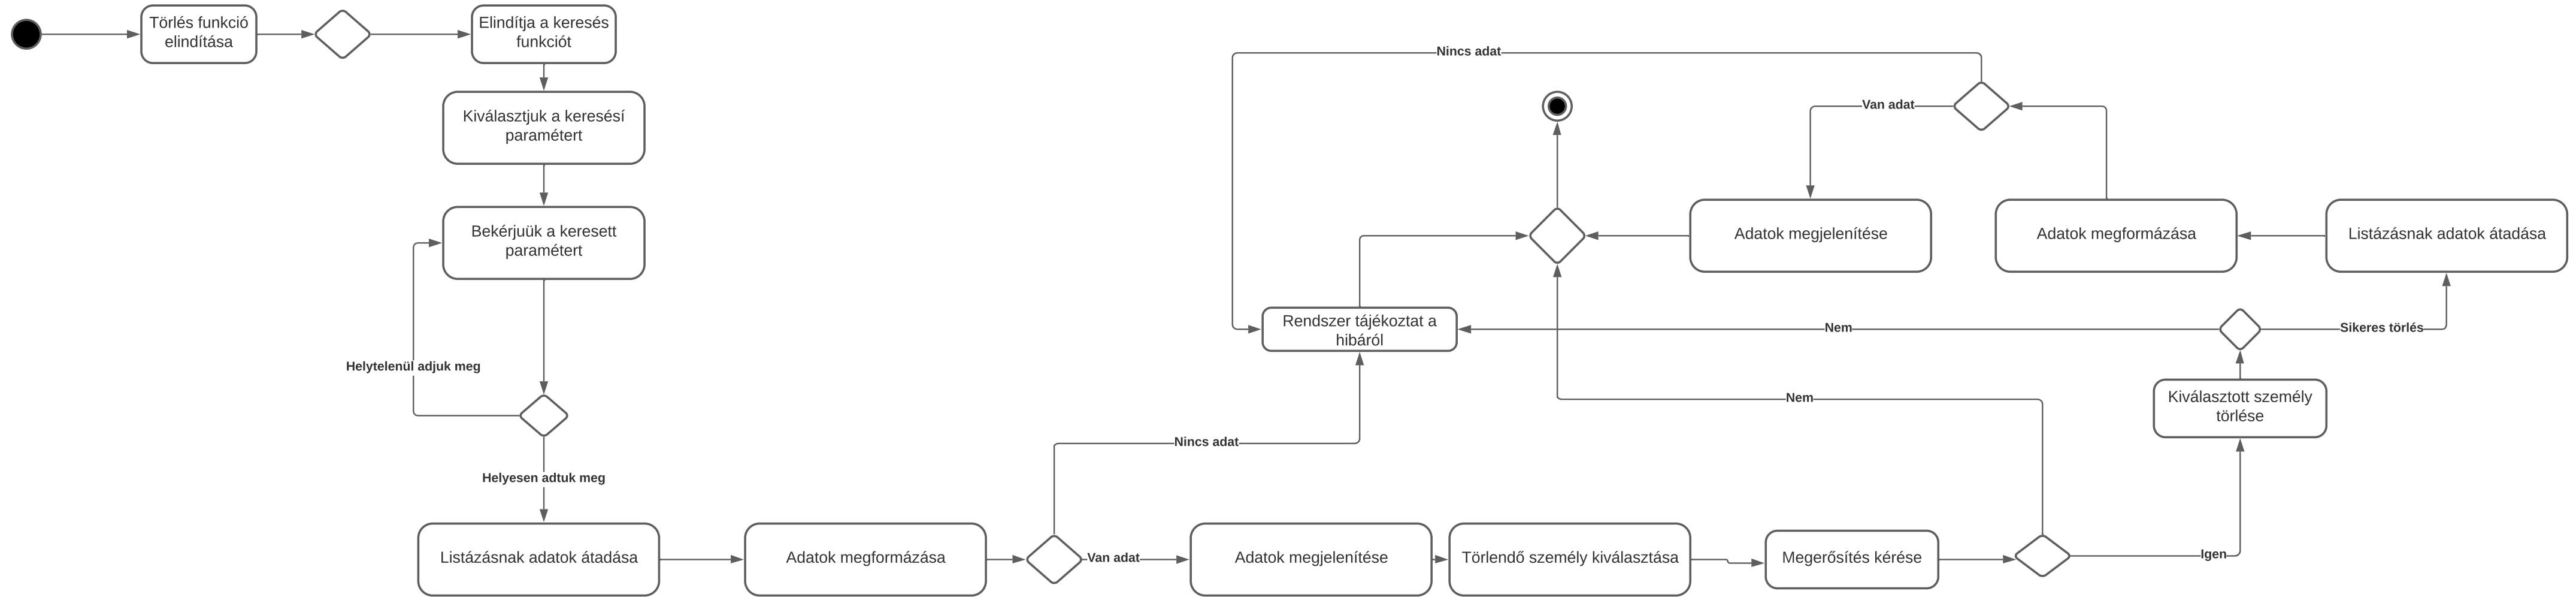 Törlés funkció
elindítása
Elindítja a keresés
funkciót
Kiválasztjuk a keresésí
paramétert
Bekérjuük a keresett
paramétert
Helytelenül adjuk meg
Helyesen adtuk meg
Listázásnak adatok átadása
Adatok megformázása
Nincs adat
Van adat
Adatok megjelenítése
Törlendő személy kiválasztása
Megerősítés kérése
Nem
Igen
Kiválasztott személy
törlése
Nem
Sikeres törlés
Rendszer tájékoztat a
hibáról
Listázásnak adatok átadása
Adatok megformázása
Van adat
Nincs adat
Adatok megjelenítése